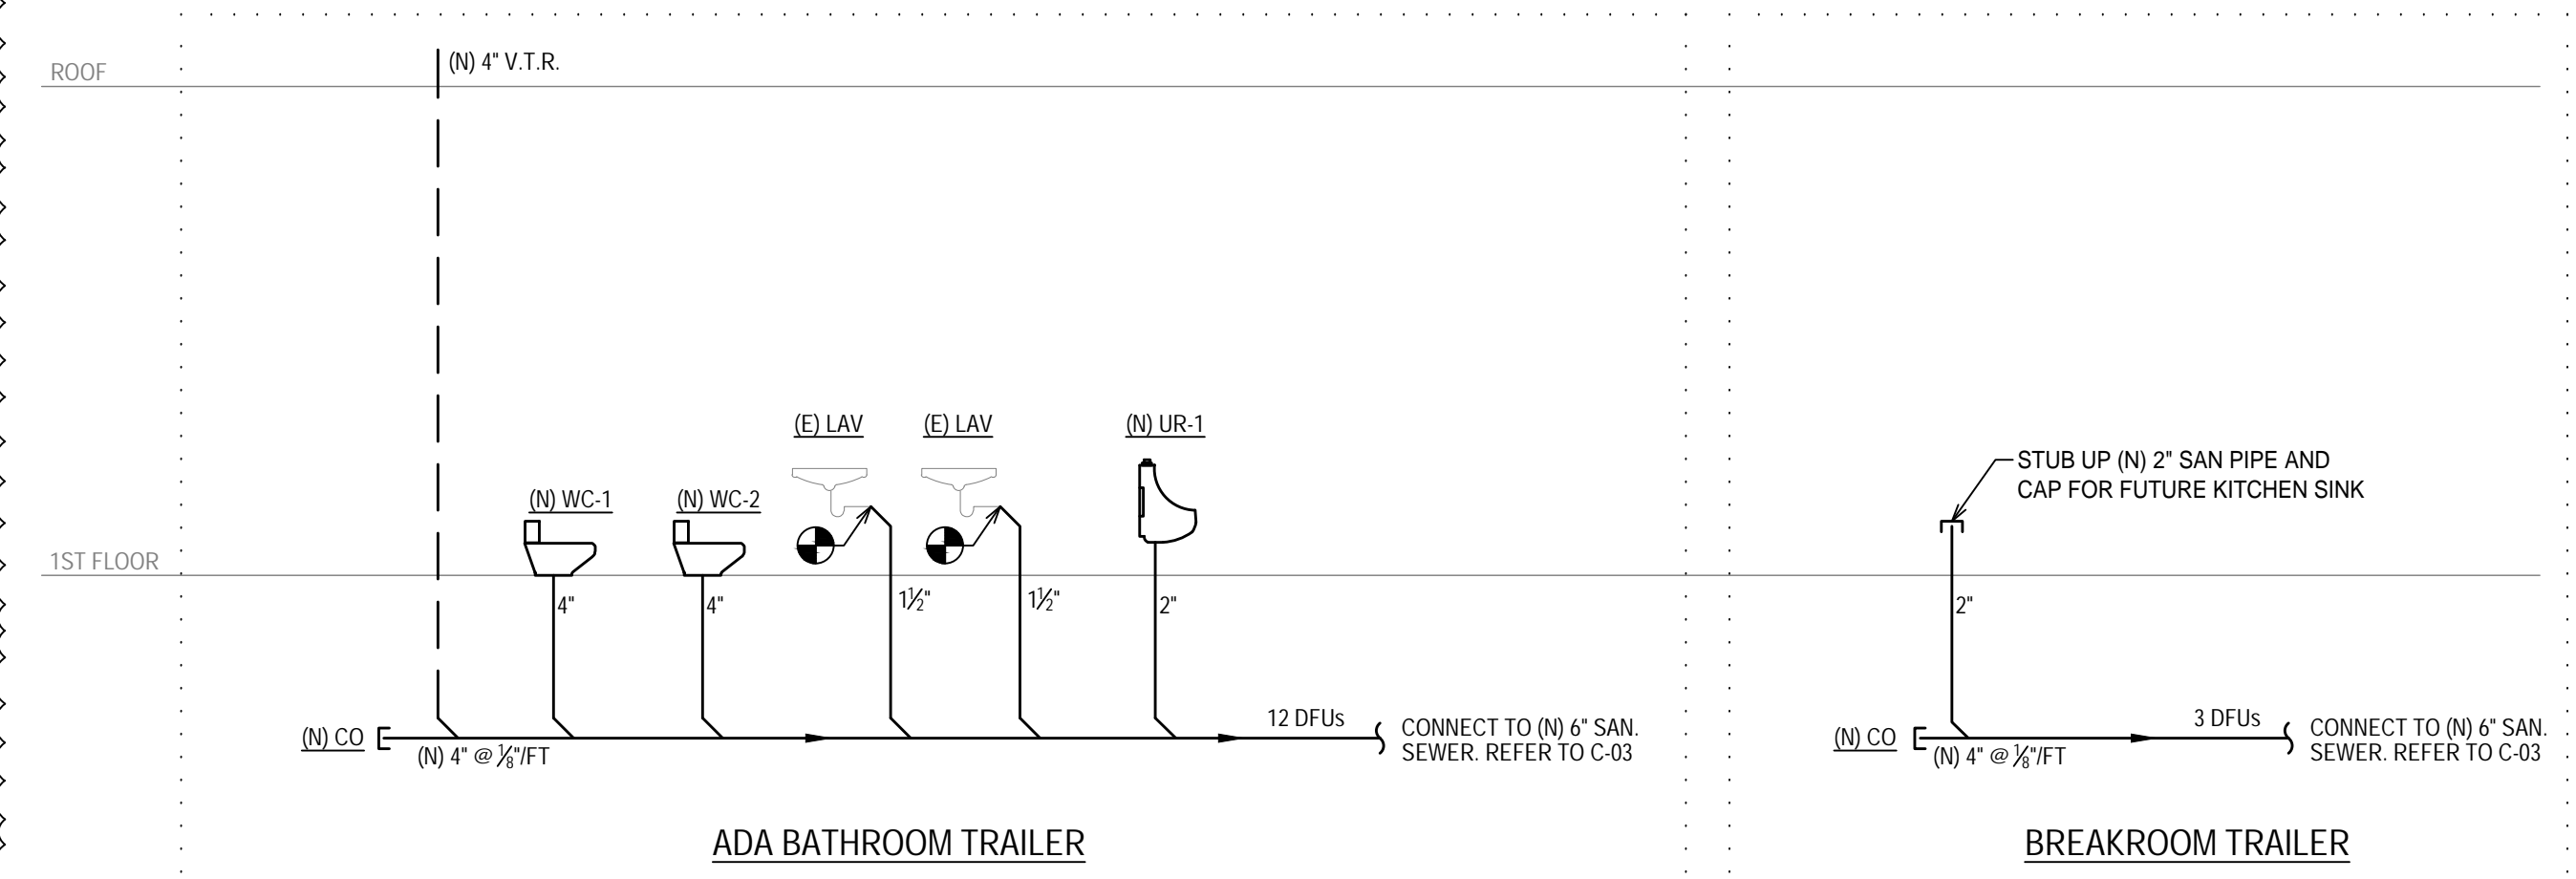 ROOF
(N) 4" V.T.R.
(E) LAV
(E) LAV
(N) UR-1
(N) WC-1
(N) WC-2
STUB UP (N) 2" SAN PIPE AND
CAP FOR FUTURE KITCHEN SINK
1ST FLOOR
4"
4"
1½"
1½"
2"
2"
(N) CO
(N) 4" @ ⅛"/FT
12 DFUs
CONNECT TO (N) 6" SAN.
SEWER. REFER TO C-03
(N) CO
(N) 4" @ ⅛"/FT
3 DFUs
CONNECT TO (N) 6" SAN.
SEWER. REFER TO C-03
ADA BATHROOM TRAILER
BREAKROOM TRAILER